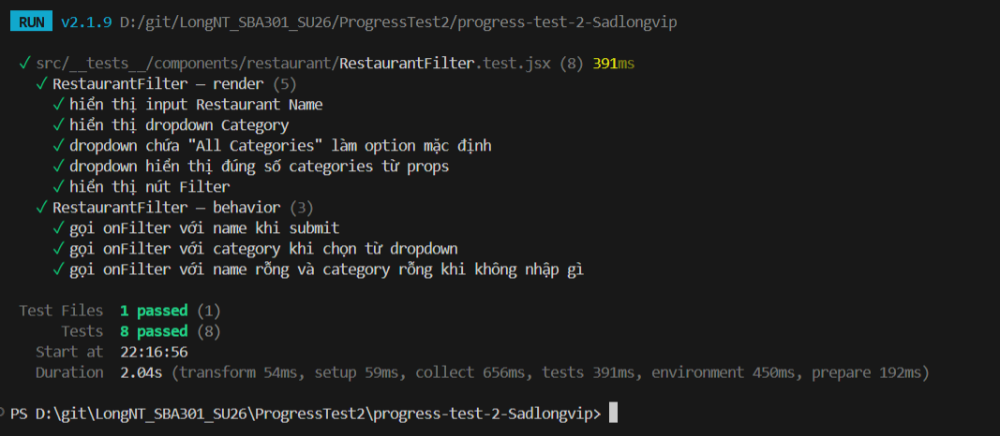 RUN v2.1.9 D:/git/LongNT_SBA301_SU26/ProgressTest2/progress-test-2-Sadlongvip
✓ src/__tests__/components/restaurant/RestaurantFilter.test.jsx (8) 391ms
✓ RestaurantFilter — render (5)
✓ hiển thị input Restaurant Name
✓ hiển thị dropdown Category
✓ dropdown chứa "All Categories" làm option mặc định
✓ dropdown hiển thị đúng số categories từ props
✓ hiển thị nút Filter
✓ RestaurantFilter — behavior (3)
✓ gọi onFilter với name khi submit
✓ gọi onFilter với category khi chọn từ dropdown
✓ gọi onFilter với name rỗng và category rỗng khi không nhập gì
Test Files 1 passed (1)
Tests 8 passed (8)
Start at 22:16:56
Duration 2.04s (transform 54ms, setup 59ms, collect 656ms, tests 391ms, environment 450ms, prepare 192ms)
PS D:\git\LongNT_SBA301_SU26\ProgressTest2\progress-test-2-Sadlongvip>